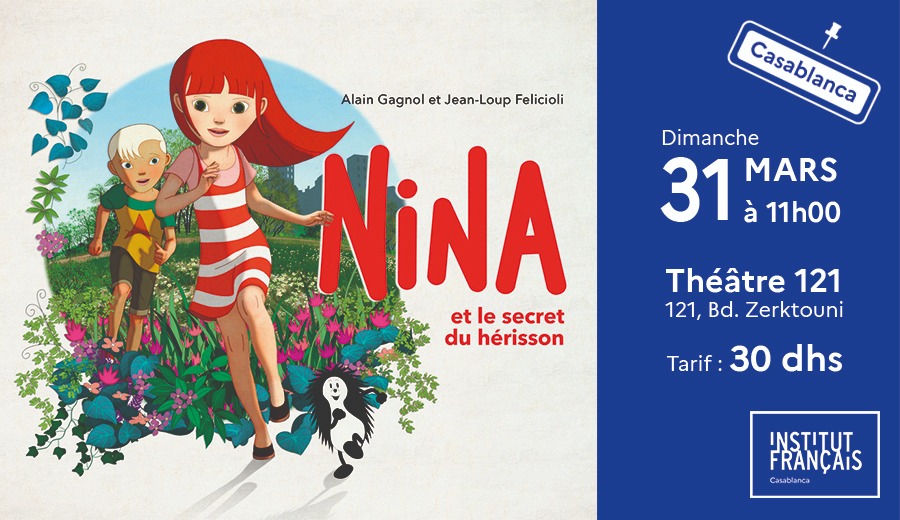 Alain Gagnol et Jean-Loup Felicioli
NiNA
et le secret
du hérisson
Casablanca
Dimanche
31 MARS
à 11h00
Théâtre 121
121, Bd. Zerktouni
Tarif : 30 dhs
INSTITUT
FRANÇAIS
Casablanca